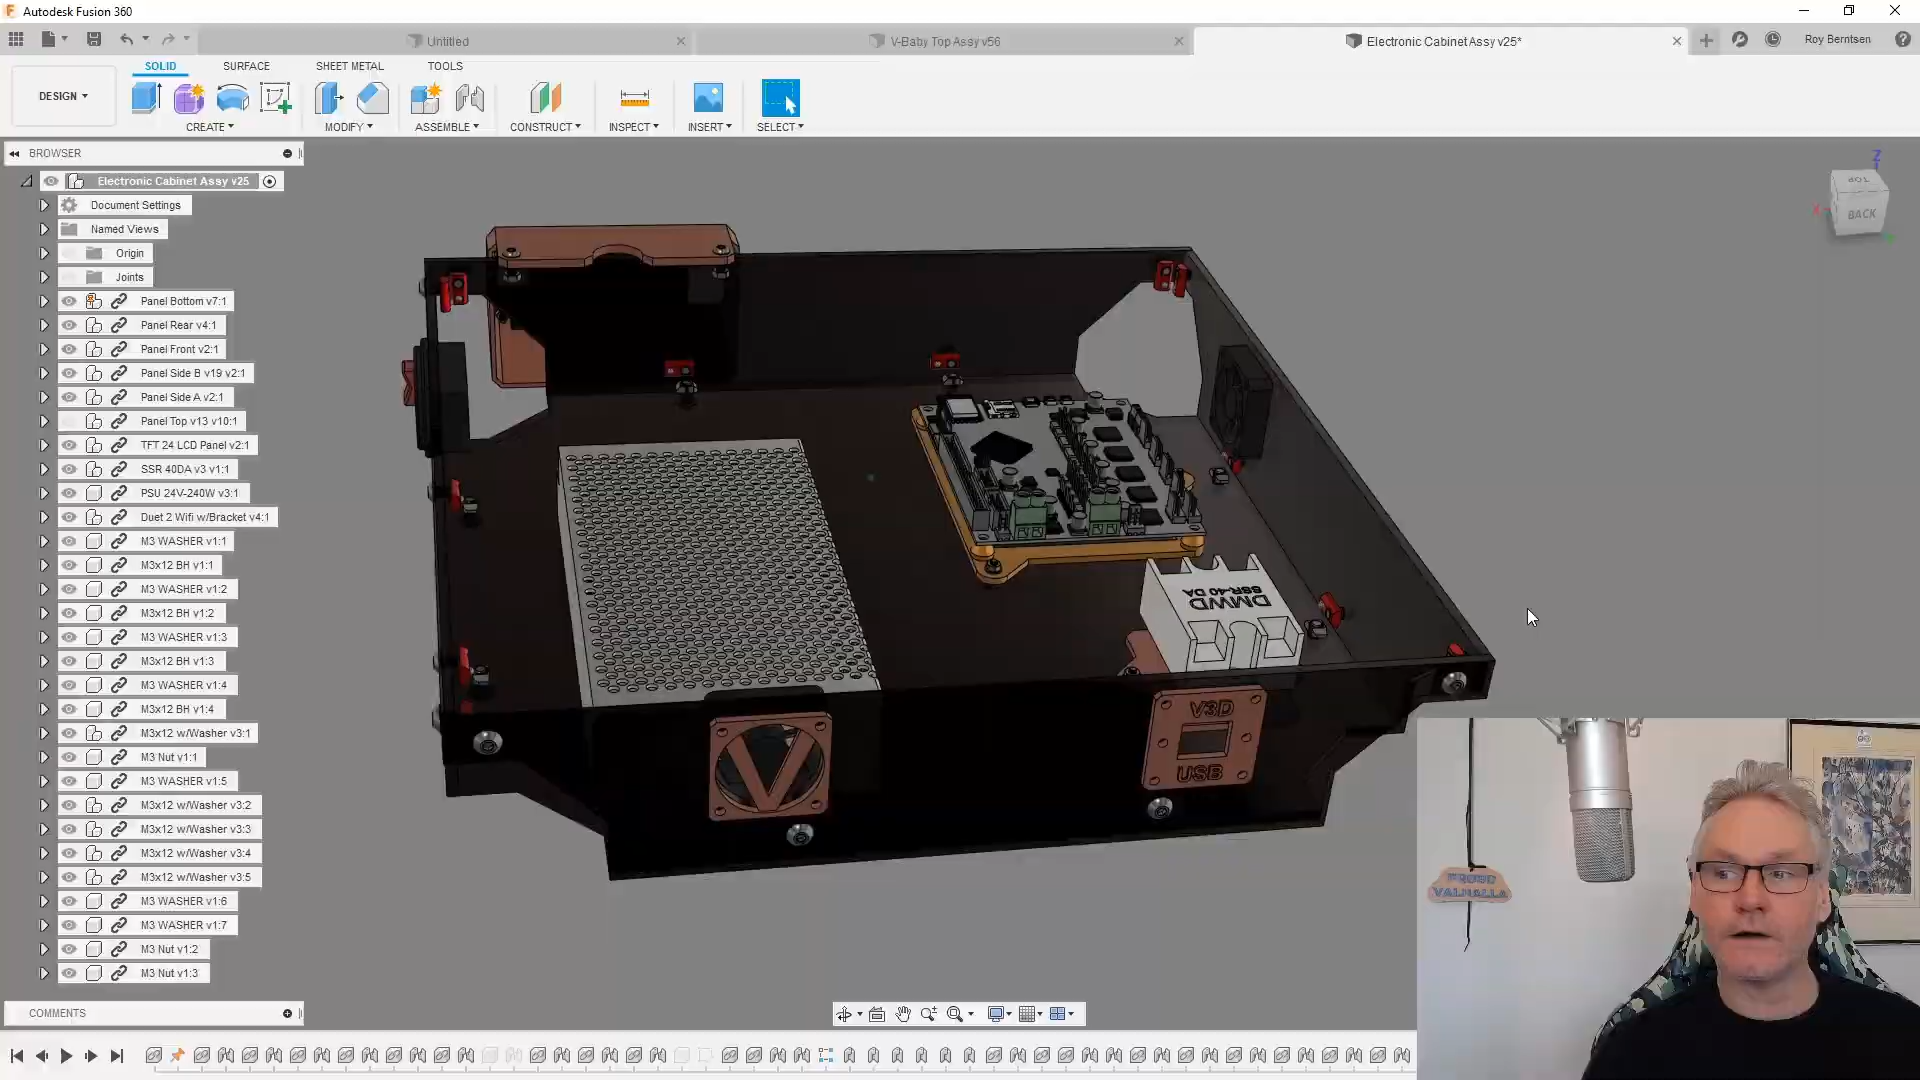 Autodesk Fusion 360
Untitled
V-Baby Top Assy v56
Electronic Cabinet Assy v25*
Roy Berntsen
SOLID
SURFACE
SHEET METAL
TOOLS
DESIGN
CREATE
MODIFY
ASSEMBLE
CONSTRUCT
INSPECT
INSERT
SELECT
BROWSER
Electronic Cabinet Assy v25
Document Settings
Named Views
Origin
Joints
Panel Bottom v7:1
Panel Rear v4:1
Panel Front v2:1
Panel Side B v19 v2:1
Panel Side A v2:1
Panel Top v13 v10:1
TFT 24 LCD Panel v2:1
SSR 40DA v3 v1:1
PSU 24V-240W v3:1
Duet 2 Wifi w/Bracket v4:1
M3 WASHER v1:1
M3x12 BH v1:1
M3 WASHER v1:2
M3x12 BH v1:2
M3 WASHER v1:3
M3x12 BH v1:3
M3 WASHER v1:4
M3x12 BH v1:4
M3x12 w/Washer v3:1
M3 Nut v1:1
M3 WASHER v1:5
M3x12 w/Washer v3:2
M3x12 w/Washer v3:3
M3x12 w/Washer v3:4
M3x12 w/Washer v3:5
M3 WASHER v1:6
M3 WASHER v1:7
M3 Nut v1:2
M3 Nut v1:3
COMMENTS
Z
TOP
BACK
X
DMWD
SSR-40 DA
V
V3D
USB
VALHALLA